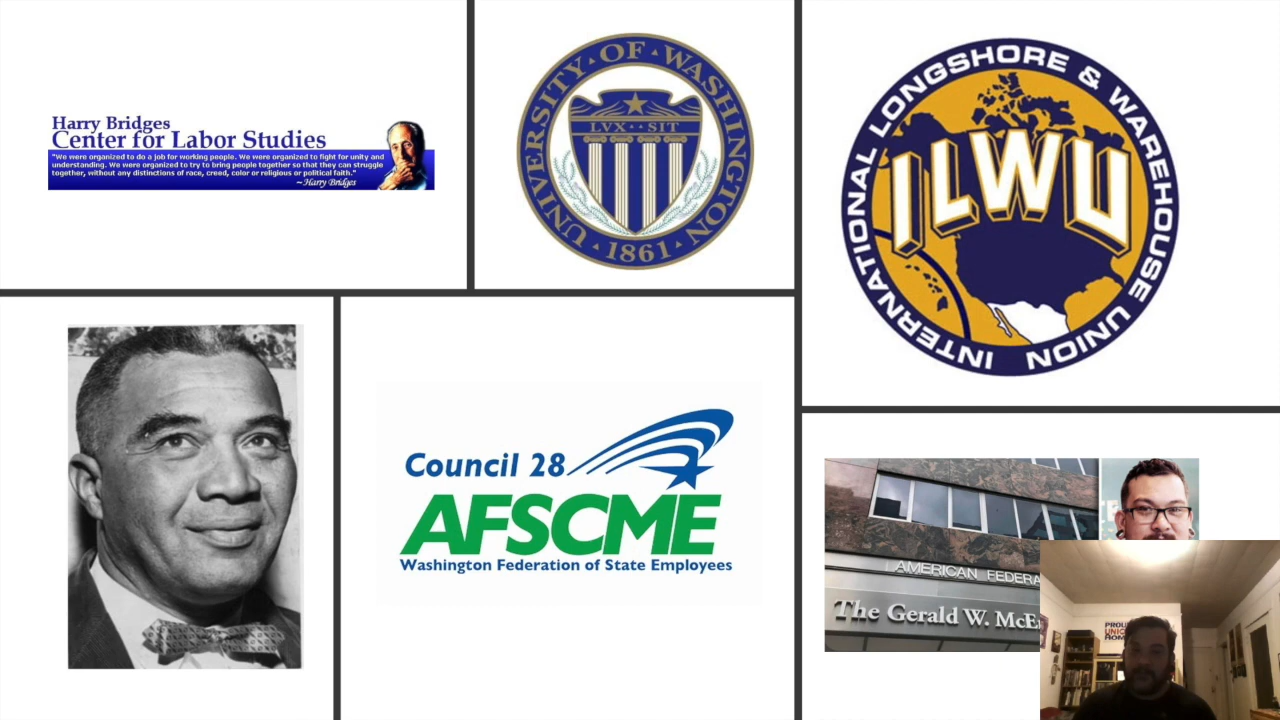 Harry Bridges
Center for Labor Studies
"We were organized to do a job for working people. We were organized to fight for unity and
understanding. We were organized to try to bring people together so that they can struggle
together, without any distinctions of race, creed, color or religious or political faith."
~Harry Bridges
UNIVERSITY OF WASHINGTON
LVX SIT
1861
INTERNATIONAL LONGSHORE & WAREHOUSE UNION
ILWU
Council 28
AFSCME
Washington Federation of State Employees
AMERICAN FEDERA
The Gerald W. McE
PROUD
UNIO
HOM